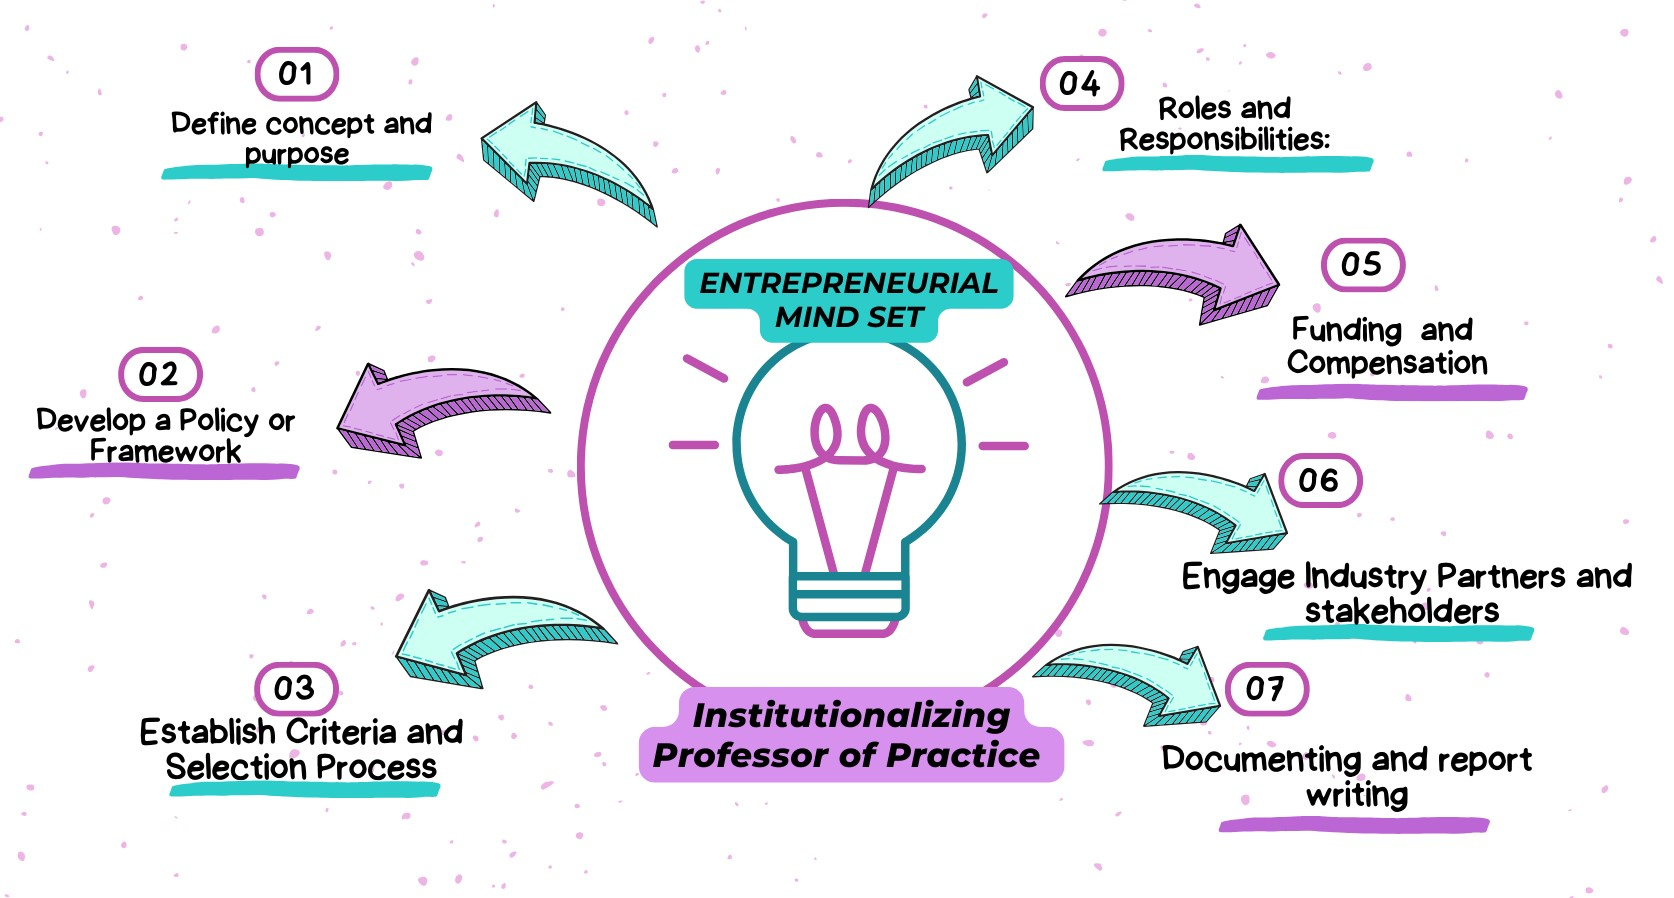 01
Define concept and
purpose
02
Develop a Policy or
Framework
03
Establish Criteria and
Selection Process
ENTREPRENEURIAL
MIND SET
Institutionalizing
Professor of Practice
04
Roles and
Responsibilities:
05
Funding and
Compensation
06
Engage Industry Partners and
stakeholders
07
Documenting and report
writing